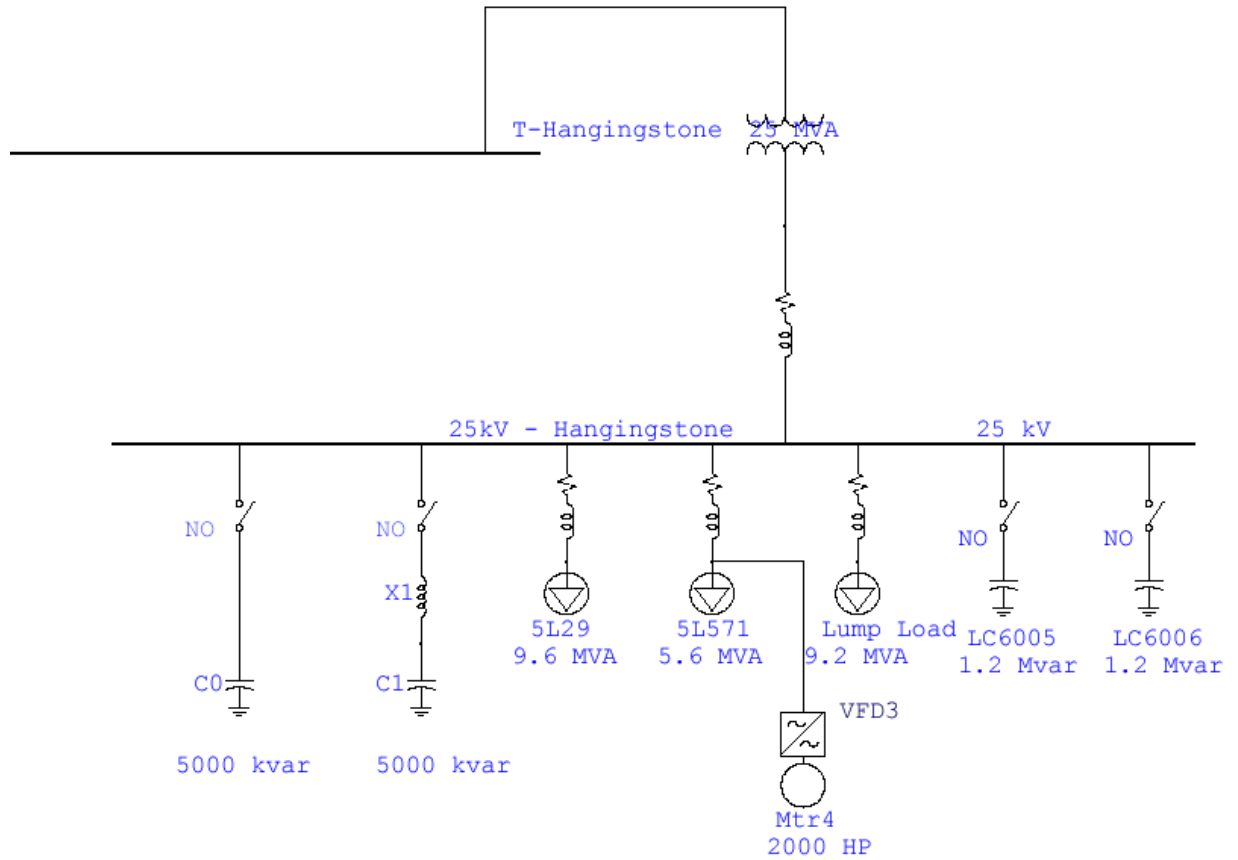 T-Hangingstone 25 MVA
25kV - Hangingstone 25 kV
NO NO NO NO
X1
5L29 5L571 Lump Load LC6005 LC6006
9.6 MVA 5.6 MVA 9.2 MVA 1.2 Mvar 1.2 Mvar
C0 C1
VFD3
5000 kvar 5000 kvar
Mtr4
2000 HP